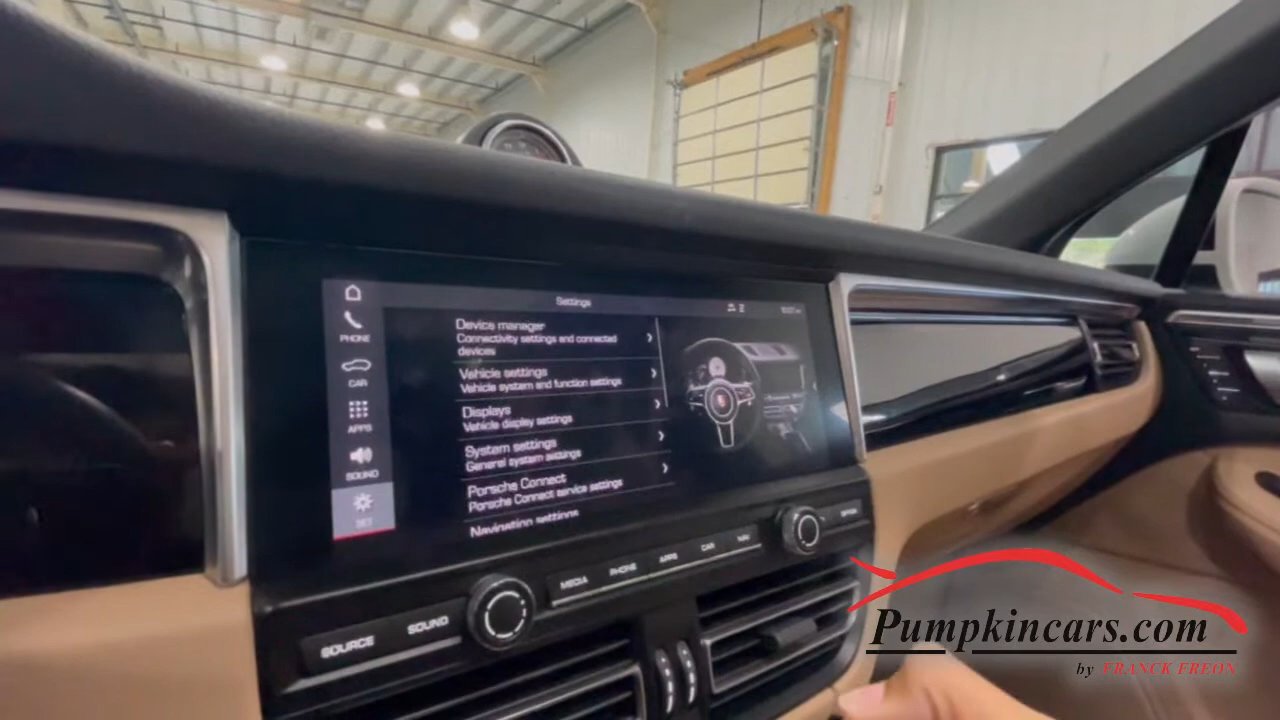 Settings
PHONE
CAR
APPS
SOUND
SET
Device manager
Connectivity settings and connected
devices
Vehicle settings
Vehicle system and function settings
Displays
Vehicle display settings
System settings
General system settings
Porsche Connect
Porsche Connect service settings
Navigation settings
SOURCE SOUND
MEDIA PHONE APPS CAR NAV
Pumpkincars.com
by FRANCK FREON